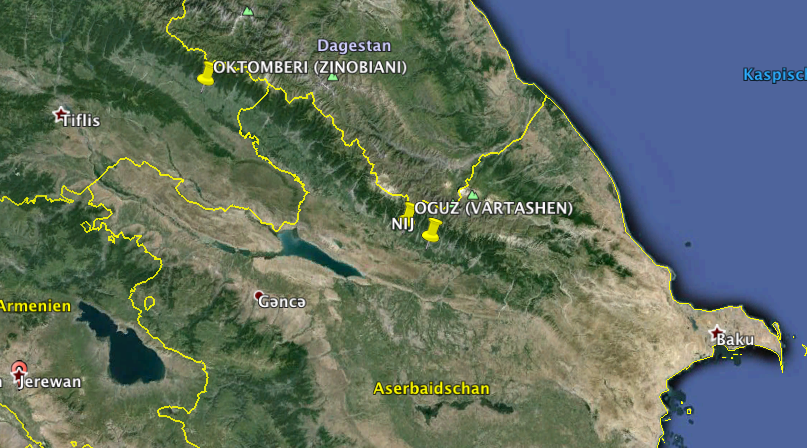 Dagestan
OKTOMBERI (ZINOBIANI)
Kaspisch
Tiflis
OGUZ (VARTASHEN)
NIJ
Gəncə
Armenien
Baku
Jerewan
Aserbaidschan